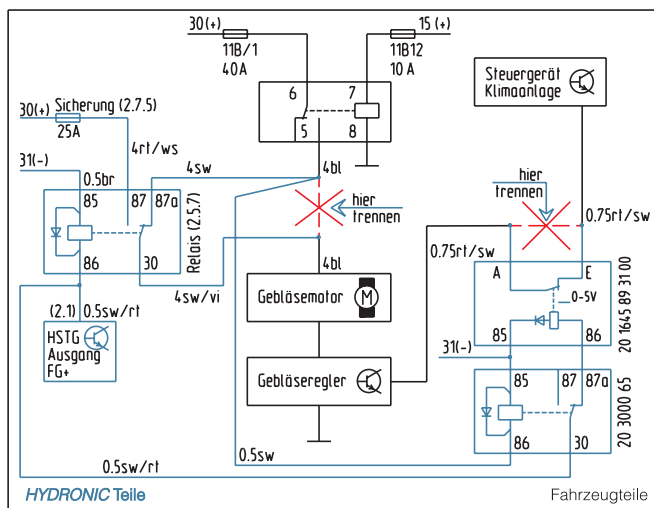 30(+)
15(+)
11B/1
40A
11B12
10 A
Steuergerät
Klimaanlage
6
7
5
8
30(+)
Sicherung (2.7.5)
25A
4rt/ws
31(-)
4sw
4bl
0.5br
85
87
87a
86
30
Relais (2.5.7)
hier
trennen
hier
trennen
0.75rt/sw
0.75rt/sw
A
E
0-5V
85
86
20 1645 89 31 00
4bl
4sw/vi
Gebläsemotor
M
(2.1)
0.5sw/rt
HSTG
Ausgang
FG+
Gebläseregler
31(-)
85
87
87a
86
30
20 3000 65
0.5sw
0.5sw/rt
HYDRONIC Teile
Fahrzeugteile